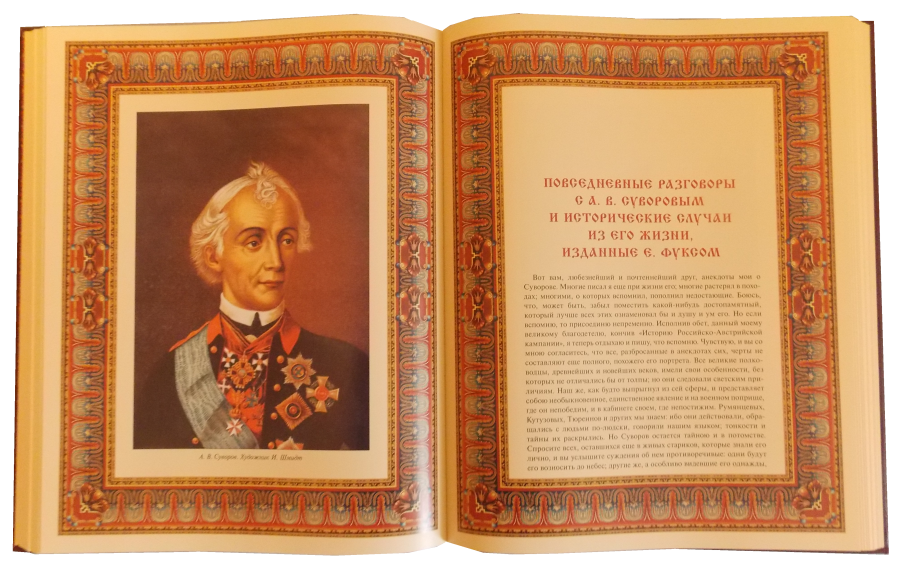 А. В. Суворов. Художник И. Шмидт
ПОВСЕДНЕВНЫЕ РАЗГОВОРЫ
С А. В. СУВОРОВЫМ
И ИСТОРИЧЕСКИЕ СЛУЧАИ
ИЗ ЕГО ЖИЗНИ,
ИЗДАННЫЕ Е. ФУКСОМ
Вот вам, любезнейший и почтеннейший друг, анекдоты мои о
Суворове. Многие писал я еще при жизни его; многие растерял в похо-
дах; многими, о которых вспомнил, пополнил недостающие. Боюсь,
что, может быть, забыл поместить какой-нибудь достопамятный,
который лучше всех этих ознаменовал бы и душу и ум его. Но если
вспомню, то присоединю непременно. Исполнив обет, данный моему
великому благодетелю, кончив «Историю Российско-Австрийской
кампании», я теперь отдыхаю и пишу, что вспомню. Чувствую, и вы со
мною согласитесь, что все, разбросанные в анекдотах сих, черты не
составляют еще полного, похожего его портрета. Все великие полко-
водцы, древнейших и новейших веков, имели свои особенности, без
которых не отличались бы от толпы; но они следовали светским при-
личиям. Наш же, как будто выпрыгнул из сей сферы, и представляет
собою необыкновенное, единственное явление и на военном поприще,
где он непобедим, и в кабинете своем, где непостижим. Румянцевых,
Кутузовых, Тюреннов и других мы знаем: ибо они действовали, обра-
щались с людьми по-людски, говорили нашим языком; тонкости и
тайны их раскрылись. Но Суворов остается тайною и в потомстве.
Спросите всех, оставшихся еще в живых стариков, которые знали его
лично, и вы услышите суждения об нем противоречивые: одни будут
его возносить до небес; другие же, а особливо видевшие его однажды,